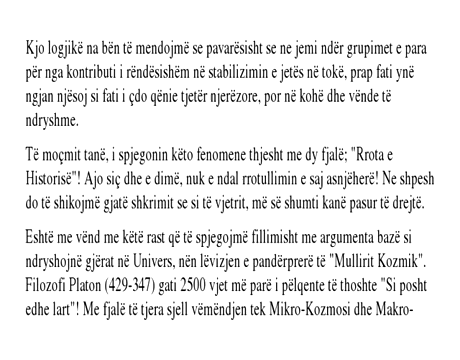 Kjo logjikë na bën të mendojmë se pavarësisht se ne jemi ndër grupimet e para
për nga kontributi i rëndësishëm në stabilizimin e jetës në tokë, prap fati ynë
ngjan njësoj si fati i çdo qënie tjetër njerëzore, por në kohë dhe vënde të
ndryshme.
Të moçmit tanë, i spjegonin këto fenomene thjesht me dy fjalë; "Rrota e
Historisë"! Ajo siç dhe e dimë, nuk e ndal rrotullimin e saj asnjëherë! Ne shpesh
do të shikojmë gjatë shkrimit se si të vjetrit, më së shumti kanë pasur të drejtë.
Eshtë me vënd me këtë rast që të spjegojmë fillimisht me argumenta bazë si
ndryshojnë gjërat në Univers, nën lëvizjen e pandërprerë të "Mullirit Kozmik".
Filozofi Platon (429-347) gati 2500 vjet më parë i pëlqente të thoshte "Si posht
edhe lart"! Me fjalë të tjera sjell vëmëndjen tek Mikro-Kozmosi dhe Makro-